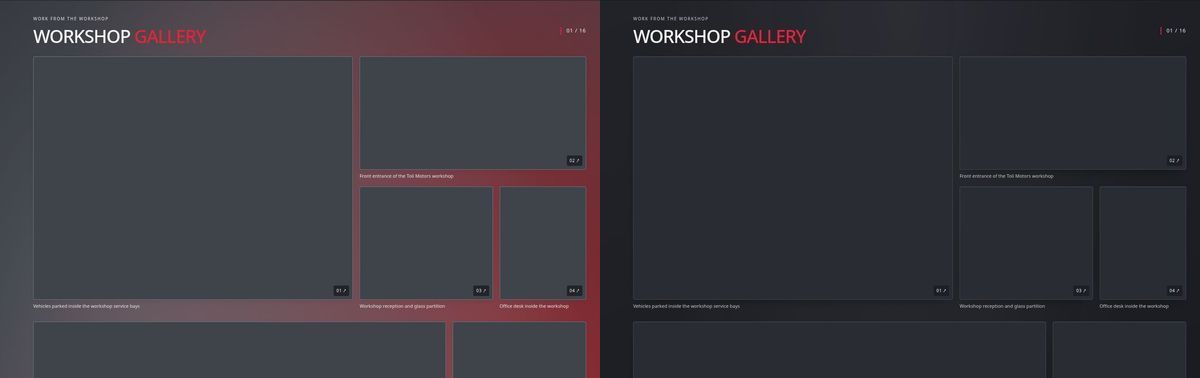 WORK FROM THE WORKSHOP
WORKSHOP GALLERY
01 / 16
02 ↗
Front entrance of the Toli Motors workshop
01 ↗
03 ↗
04 ↗
Vehicles parked inside the workshop service bays
Workshop reception and glass partition
Office desk inside the workshop
WORK FROM THE WORKSHOP
WORKSHOP GALLERY
01 / 16
02 ↗
Front entrance of the Toli Motors workshop
01 ↗
03 ↗
04 ↗
Vehicles parked inside the workshop service bays
Workshop reception and glass partition
Office desk inside the workshop